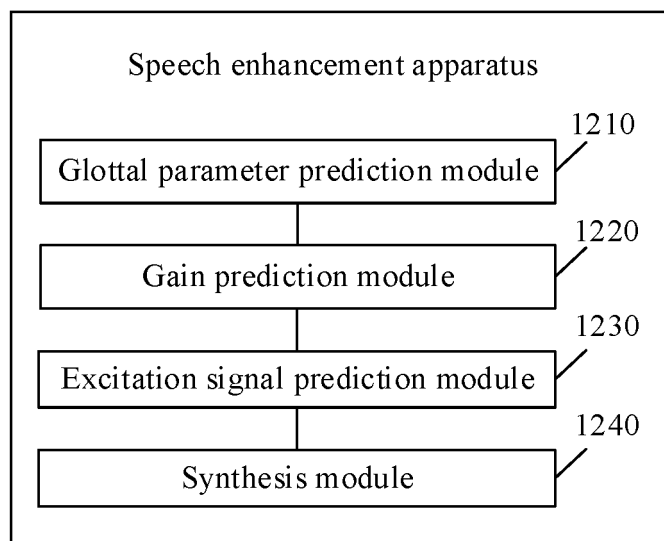 Speech enhancement apparatus
1210
Glottal parameter prediction module
1220
Gain prediction module
1230
Excitation signal prediction module
1240
Synthesis module